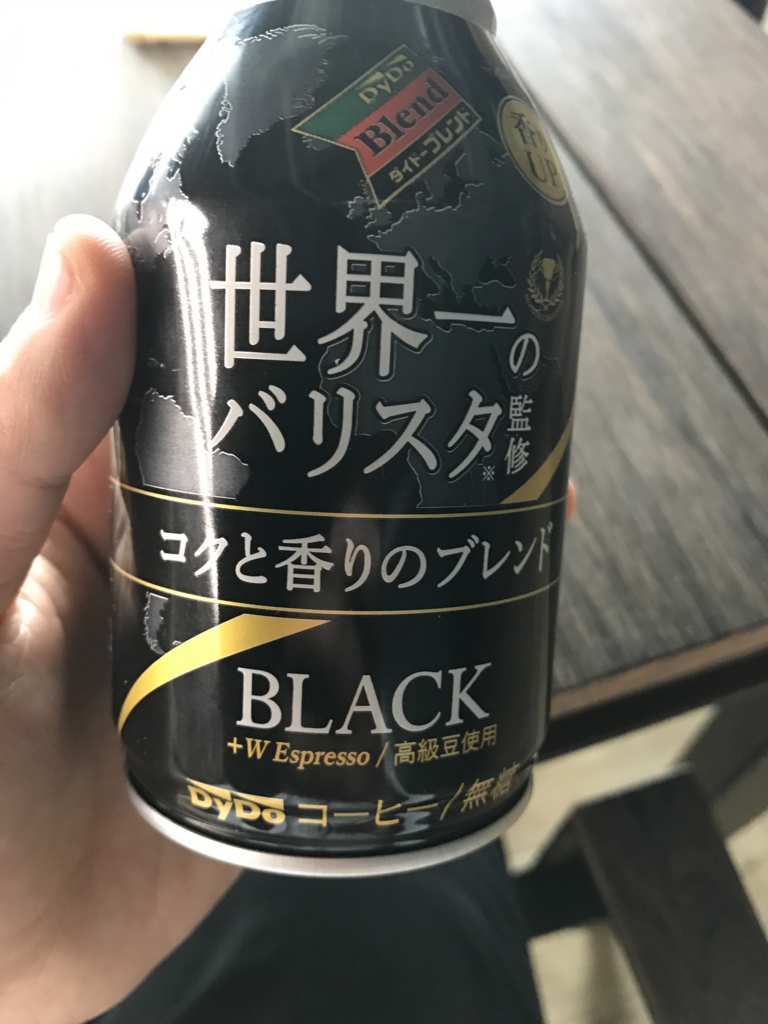 DyDo
Blend
ダイドーブレンド
香りUP
世界一の
バリスタ※監修
コクと香りのブレンド
BLACK
+W Espresso / 高級豆使用
DyDo コーヒー/無糖